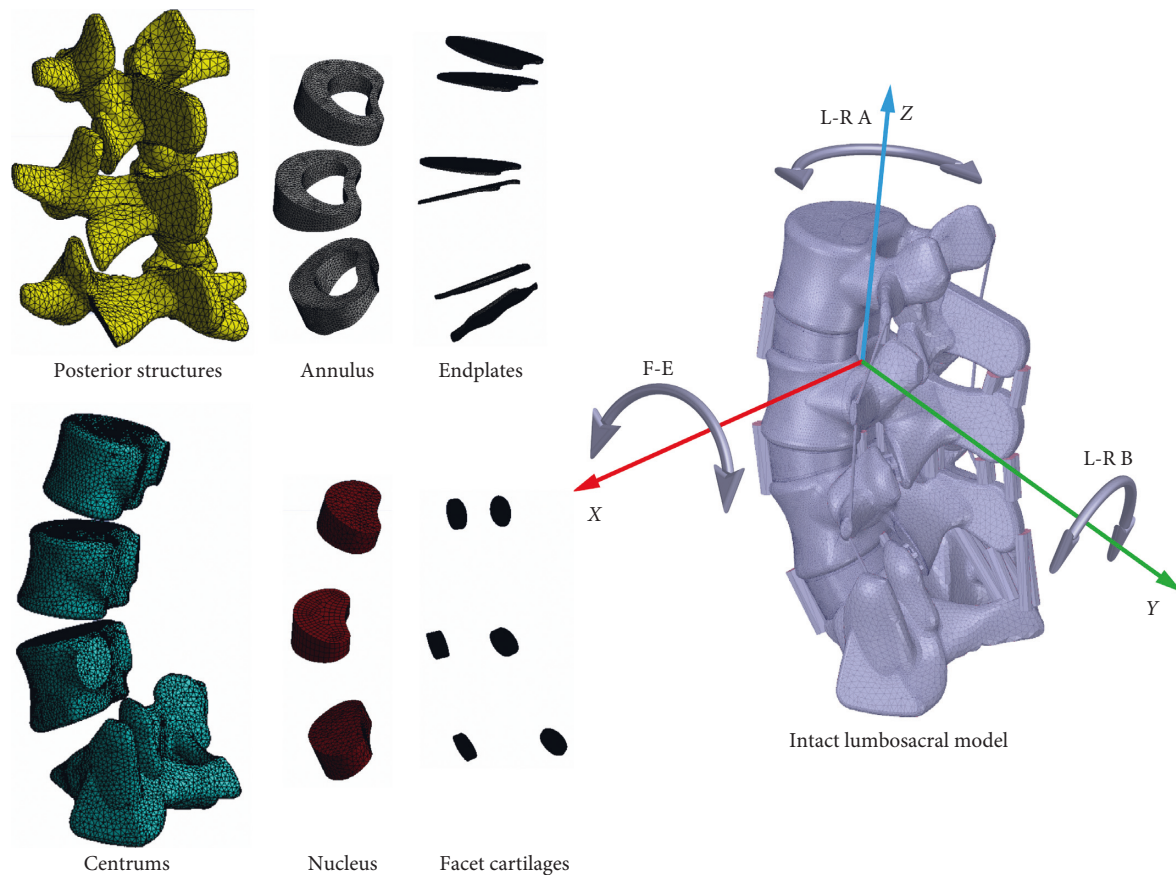 Posterior structures
Annulus
Endplates
Centrums
Nucleus
Facet cartilages
L-R A
Z
F-E
X
L-R B
Y
Intact lumbosacral model